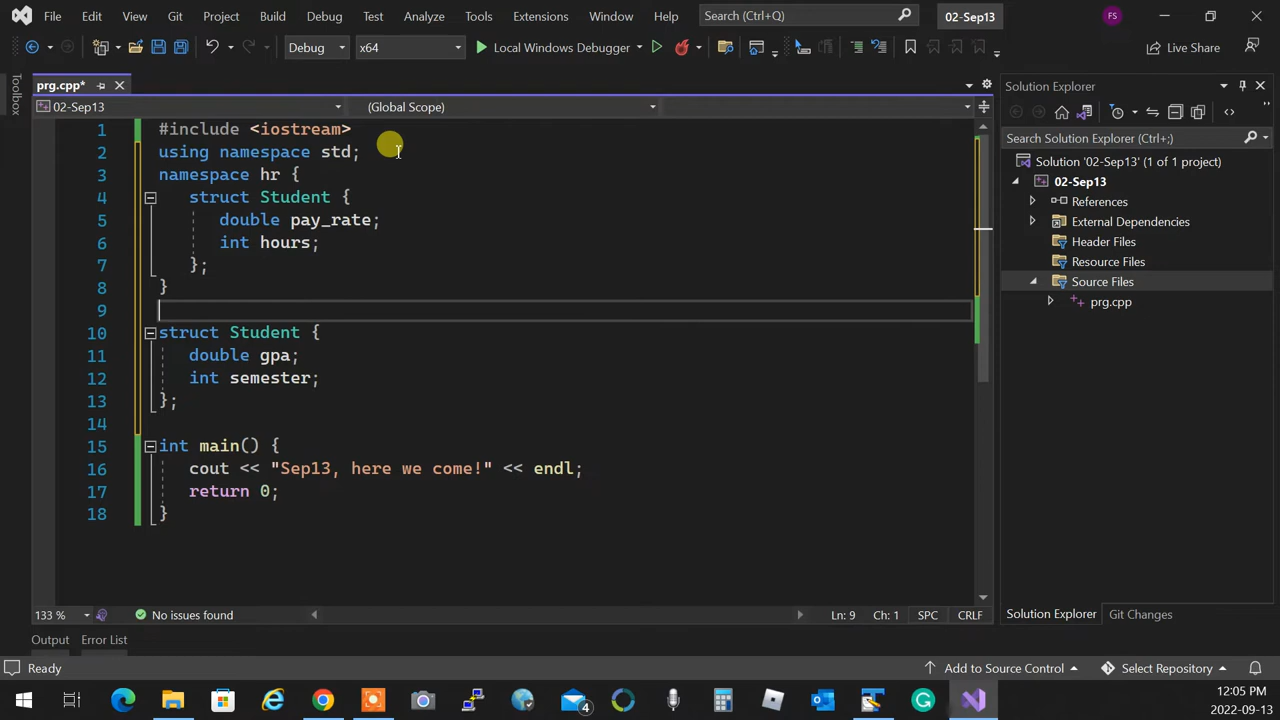 File Edit View Git Project Build Debug Test Analyze Tools Extensions Window Help Search (Ctrl+Q) 02-Sep13 FS
Debug x64 Local Windows Debugger Live Share
Toolbox
prg.cpp*
02-Sep13 (Global Scope)
1 #include <iostream>
2 using namespace std;
3 namespace hr {
4 struct Student {
5 double pay_rate;
6 int hours;
7 };
8 }
9
10 struct Student {
11 double gpa;
12 int semester;
13 };
14
15 int main() {
16 cout << "Sep13, here we come!" << endl;
17 return 0;
18 }
133 % No issues found Ln: 9 Ch: 1 SPC CRLF
Solution Explorer
Search Solution Explorer (Ctrl+;)
Solution '02-Sep13' (1 of 1 project)
02-Sep13
References
External Dependencies
Header Files
Resource Files
Source Files
prg.cpp
Solution Explorer Git Changes
Output Error List
Ready Add to Source Control Select Repository
4
12:05 PM
2022-09-13